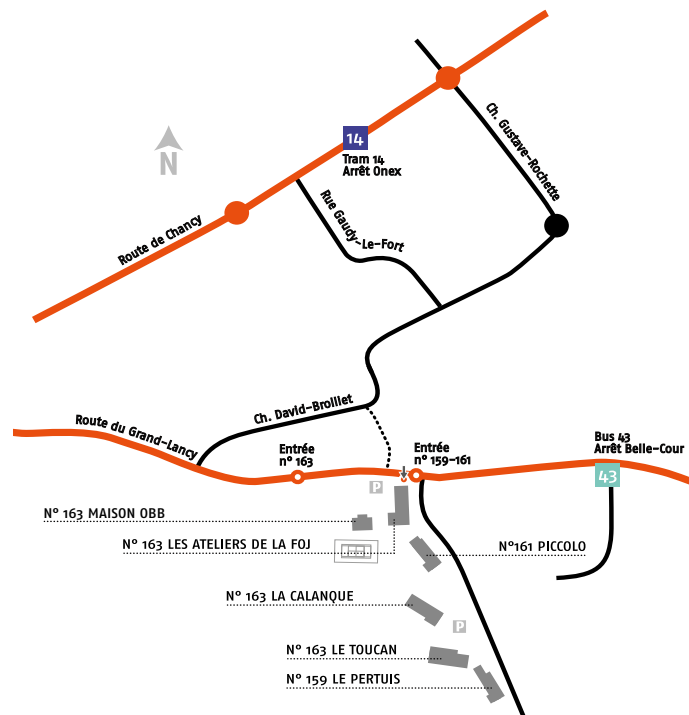 14
Tram 14
Arrêt Onex
Ch. Gustave-Rochette
N
Rue Gaudy-Le-Fort
Route de Chancy
Ch. David-Broillet
Route du Grand-Lancy
Entrée
n° 163
Entrée
n° 159-161
Bus 43
Arrêt Belle-Cour
43
P
N° 163 MAISON OBB
N° 163 LES ATELIERS DE LA FOJ
N°161 PICCOLO
N° 163 LA CALANQUE
P
N° 163 LE TOUCAN
N° 159 LE PERTUIS